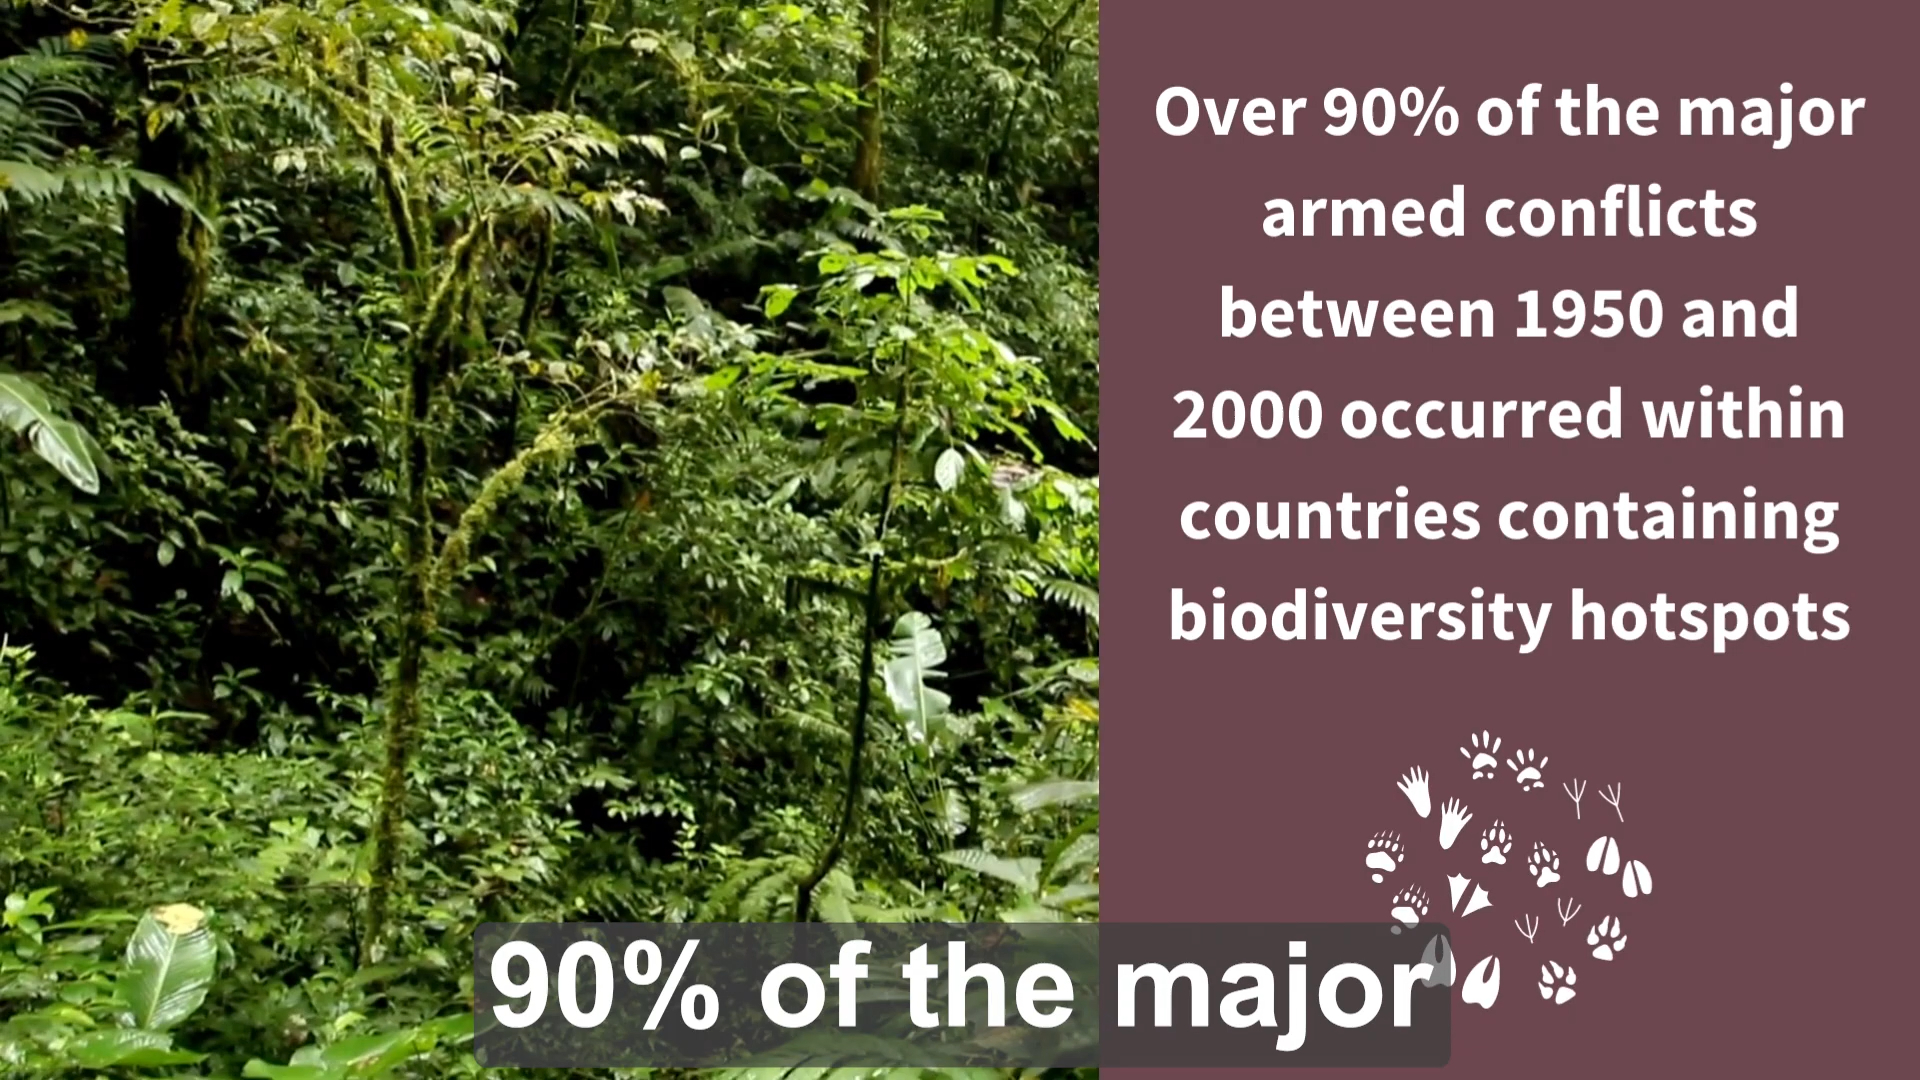 Over 90% of the major
armed conflicts
between 1950 and
2000 occurred within
countries containing
biodiversity hotspots
90% of the major